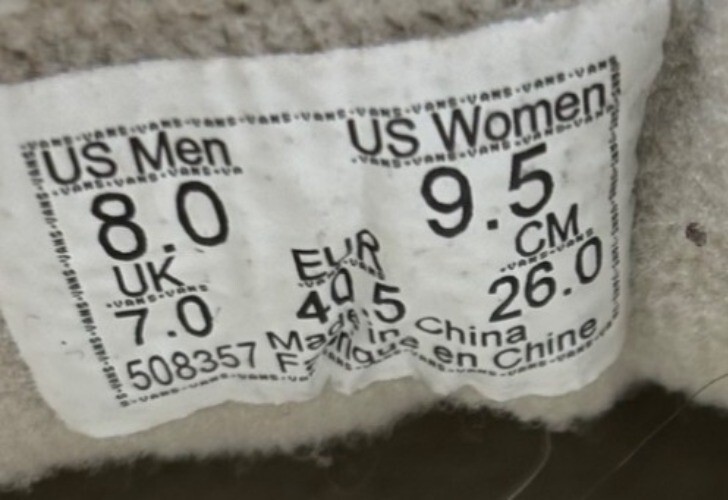 US Men US Women
8.0 9.5
UK EUR CM
7.0 40.5 26.0
508357 Made in China
en Chine